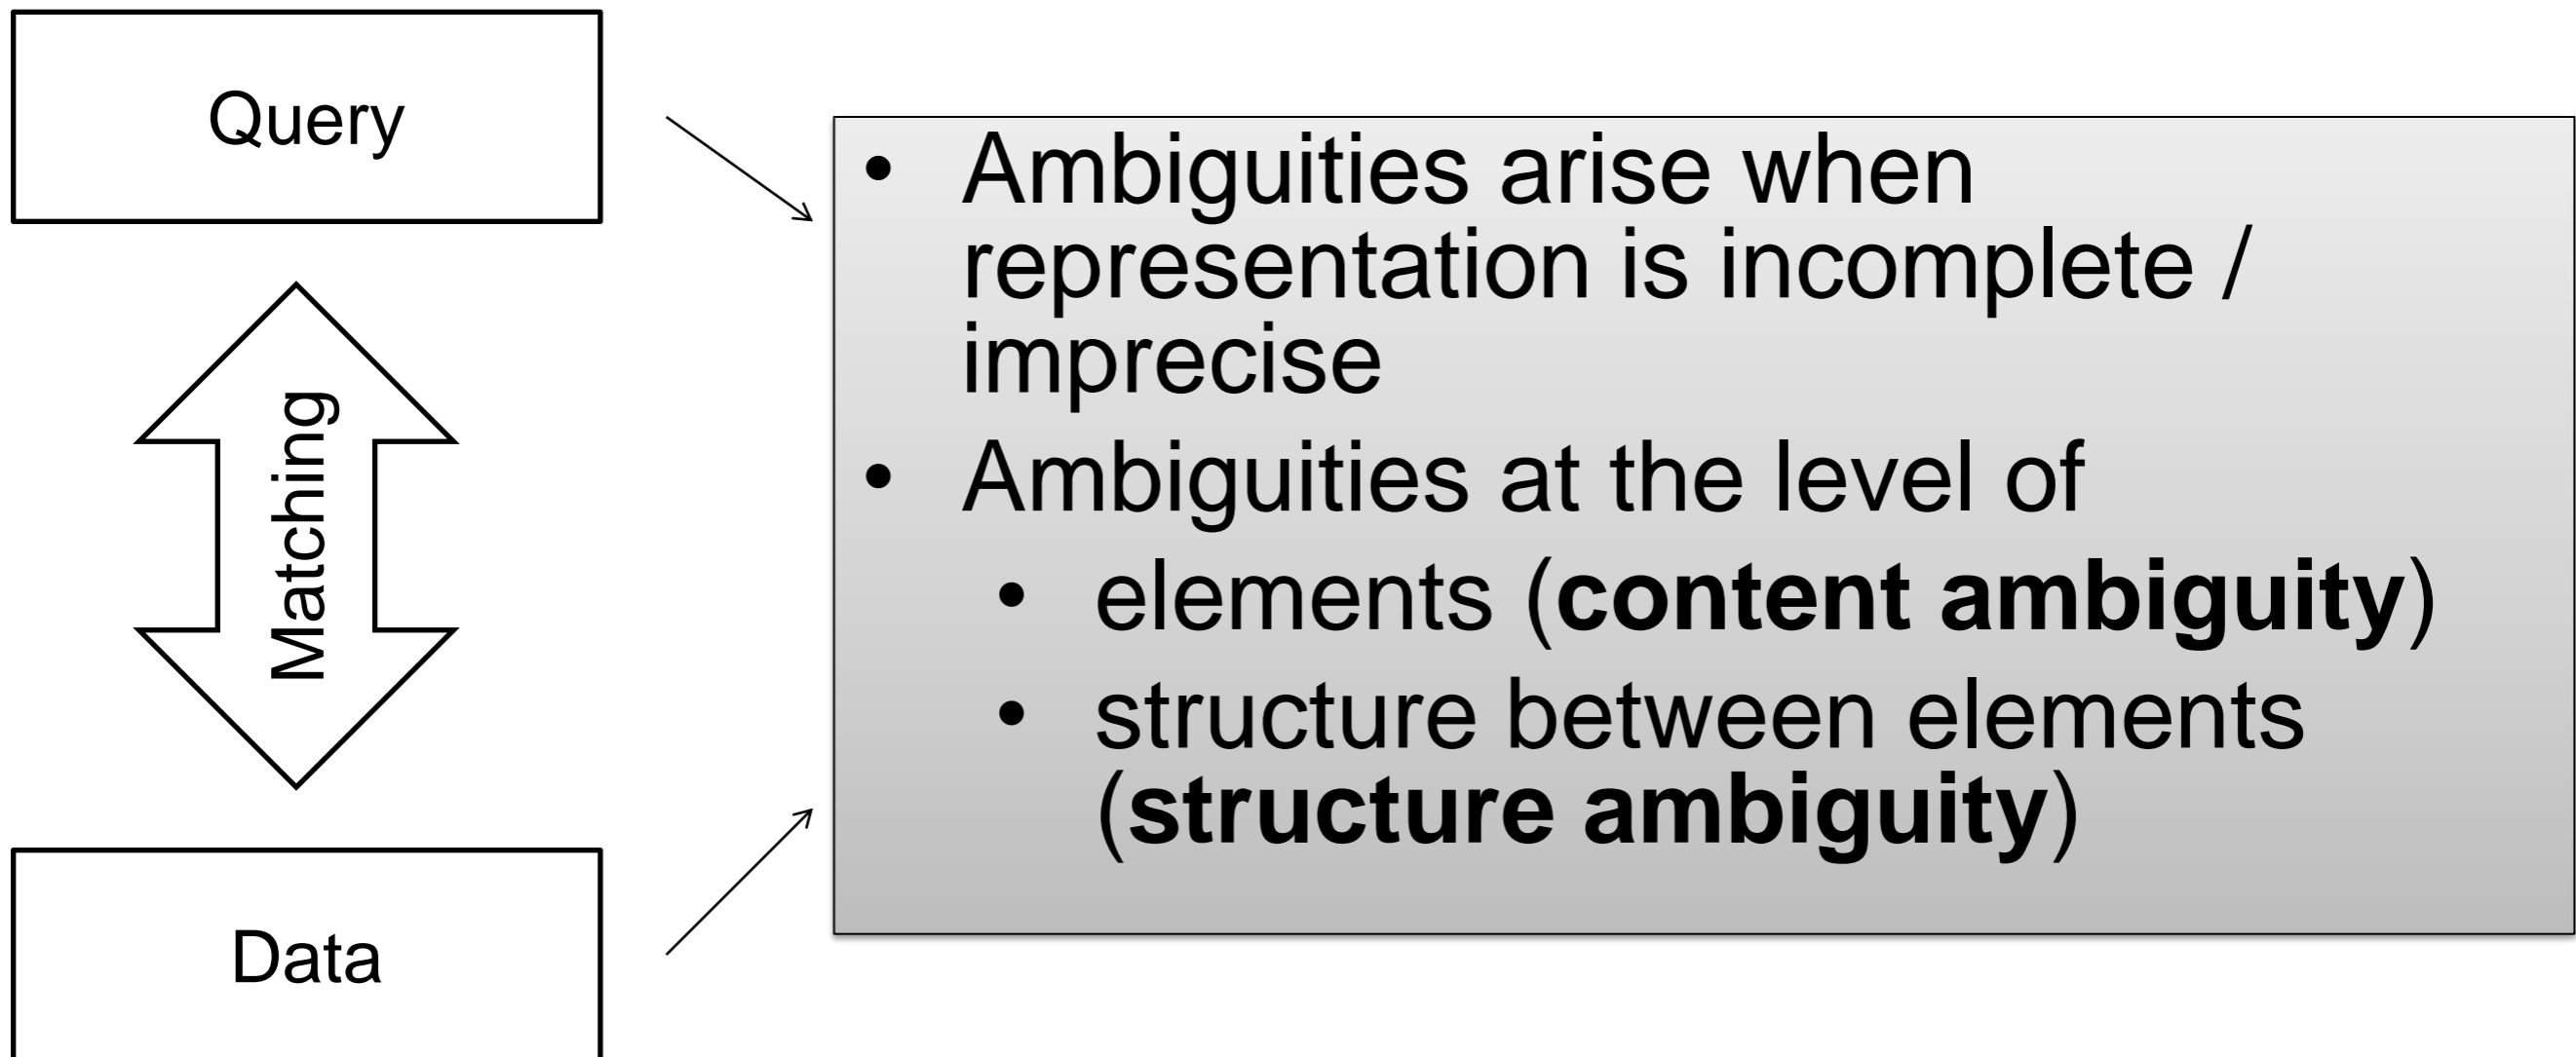 Query
Matching
Data
• Ambiguities arise when
representation is incomplete /
imprecise
• Ambiguities at the level of
• elements (content ambiguity)
• structure between elements
(structure ambiguity)